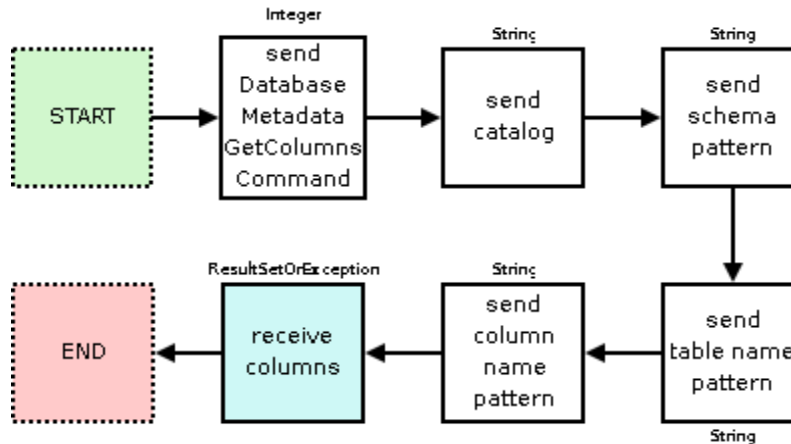 Integer
String
String
START
send
Database
Metadata
GetColumns
Command
send
catalog
send
schema
pattern
ResultSetOrException
String
END
receive
columns
send
column
name
pattern
send
table name
pattern
String